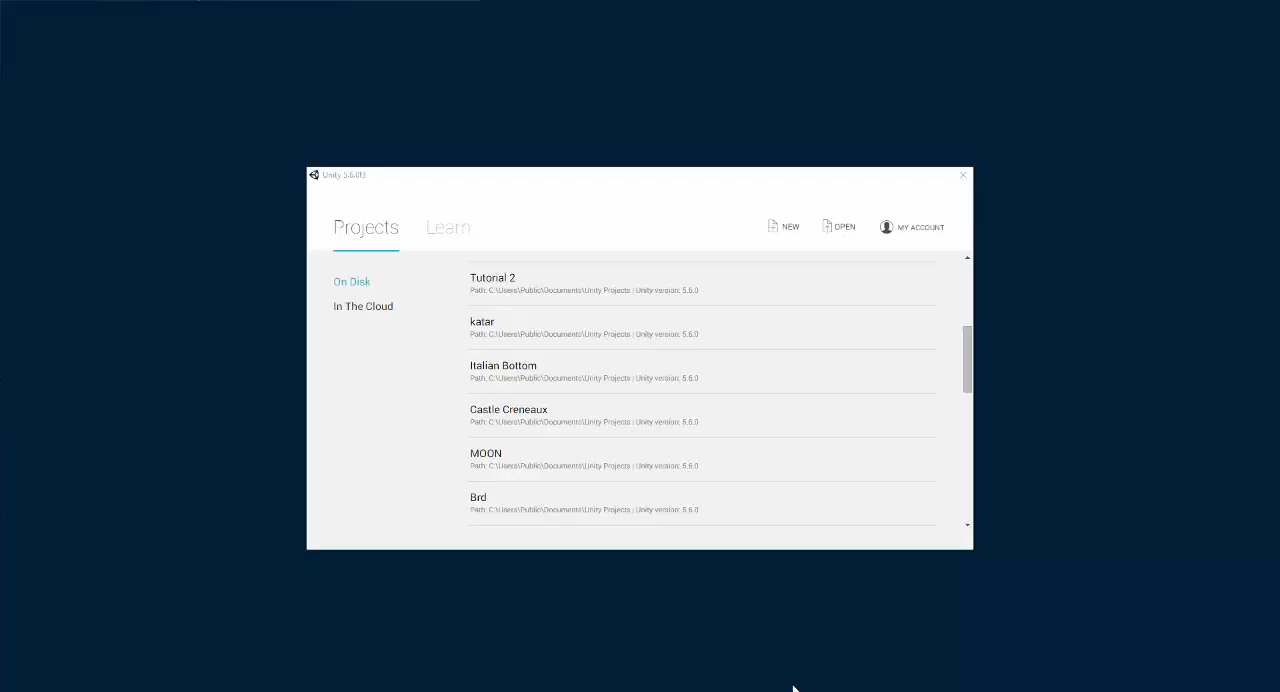 Unity 5.6.0f3
Projects Learn NEW OPEN MY ACCOUNT
On Disk
In The Cloud
Tutorial 2
Path: C:\Users\Public\Documents\Unity Projects | Unity version: 5.6.0
katar
Path: C:\Users\Public\Documents\Unity Projects | Unity version: 5.6.0
Italian Bottom
Path: C:\Users\Public\Documents\Unity Projects | Unity version: 5.6.0
Castle Creneaux
Path: C:\Users\Public\Documents\Unity Projects | Unity version: 5.6.0
MOON
Path: C:\Users\Public\Documents\Unity Projects | Unity version: 5.6.0
Brd
Path: C:\Users\Public\Documents\Unity Projects | Unity version: 5.6.0